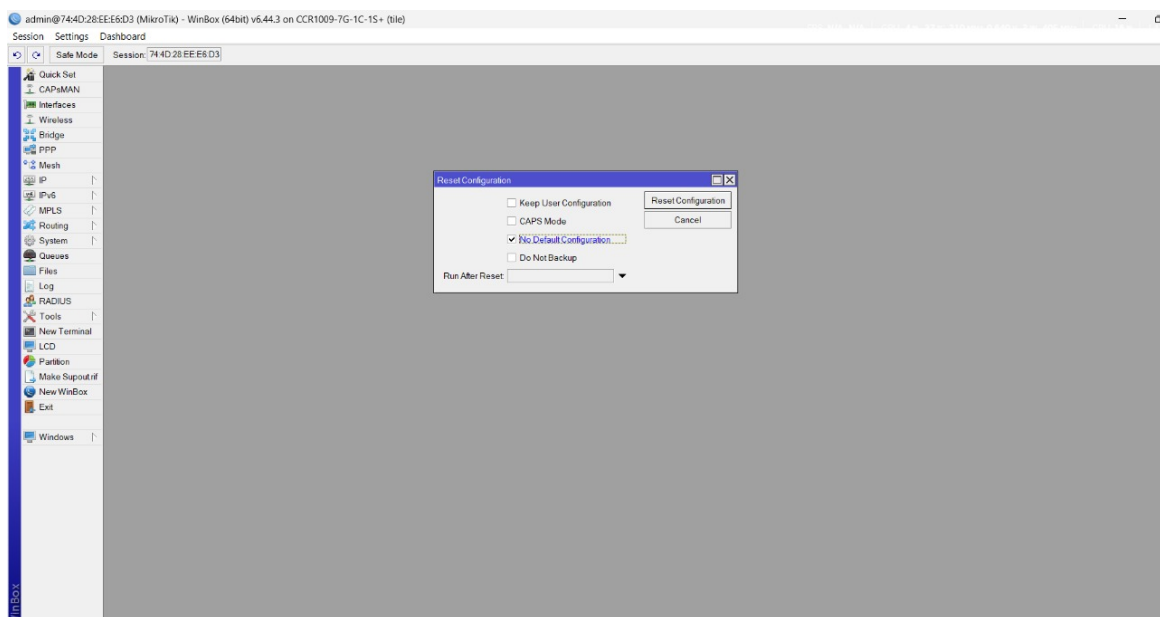 admin@74:4D:28:EE:E6:D3 (MikroTik) - WinBox (64bit) v6.44.3 on CCR1009-7G-1C-1S+ (tile)
Session Settings Dashboard
Safe Mode Session: 74:4D:28:EE:E6:D3
Quick Set
CAPsMAN
Interfaces
Wireless
Bridge
PPP
Mesh
IP
IPv6
MPLS
Routing
System
Queues
Files
Log
RADIUS
Tools
New Terminal
LCD
Partition
Make Supout.rif
New WinBox
Exit
Windows
Reset Configuration
Keep User Configuration
Reset Configuration
CAPS Mode
Cancel
No Default Configuration
Do Not Backup
Run After Reset:
inBox